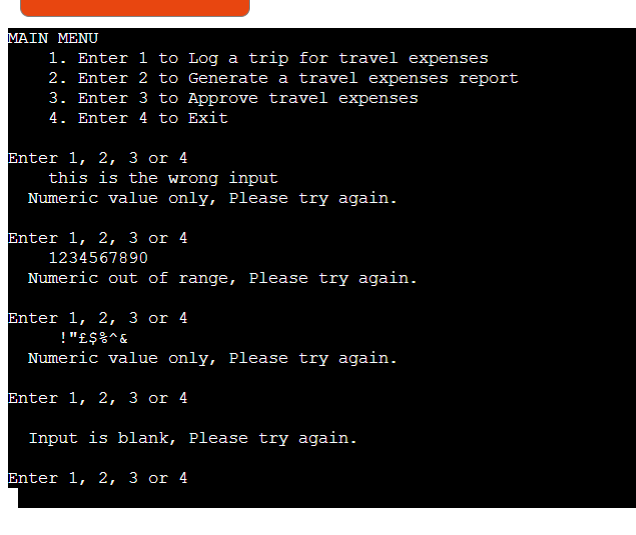 MAIN MENU
1. Enter 1 to Log a trip for travel expenses
2. Enter 2 to Generate a travel expenses report
3. Enter 3 to Approve travel expenses
4. Enter 4 to Exit
Enter 1, 2, 3 or 4
this is the wrong input
Numeric value only, Please try again.
Enter 1, 2, 3 or 4
1234567890
Numeric out of range, Please try again.
Enter 1, 2, 3 or 4
!"£$%^&
Numeric value only, Please try again.
Enter 1, 2, 3 or 4
Input is blank, Please try again.
Enter 1, 2, 3 or 4